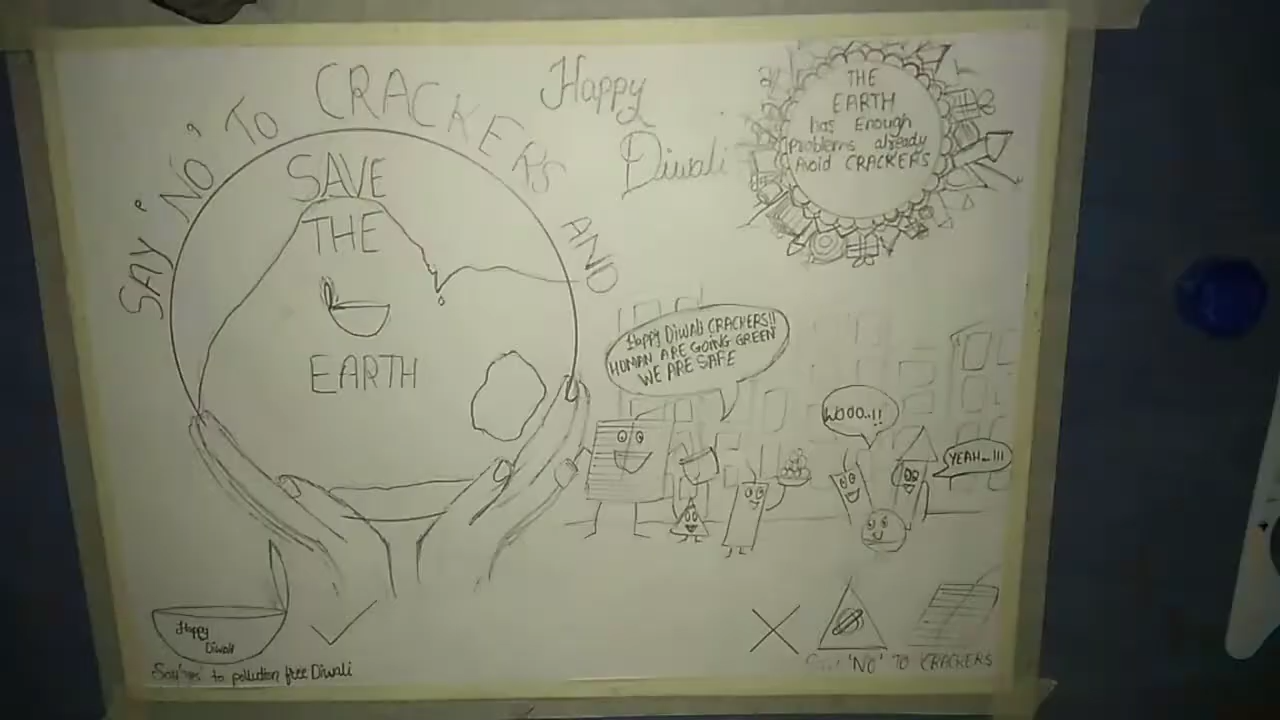 SAY 'NO' TO CRACKERS AND
SAVE
THE
EARTH
Happy
Diwali
THE
EARTH
has Enough
problems already
Avoid CRACKERS
Happy DIWALI CRACKERS!!
HUMAN ARE GOING GREEN
WE ARE SAFE
WOOO..!!
YEAH...!!!
Happy
Diwali
Say 'yes' to pollution free Diwali
'NO' TO CRACKERS